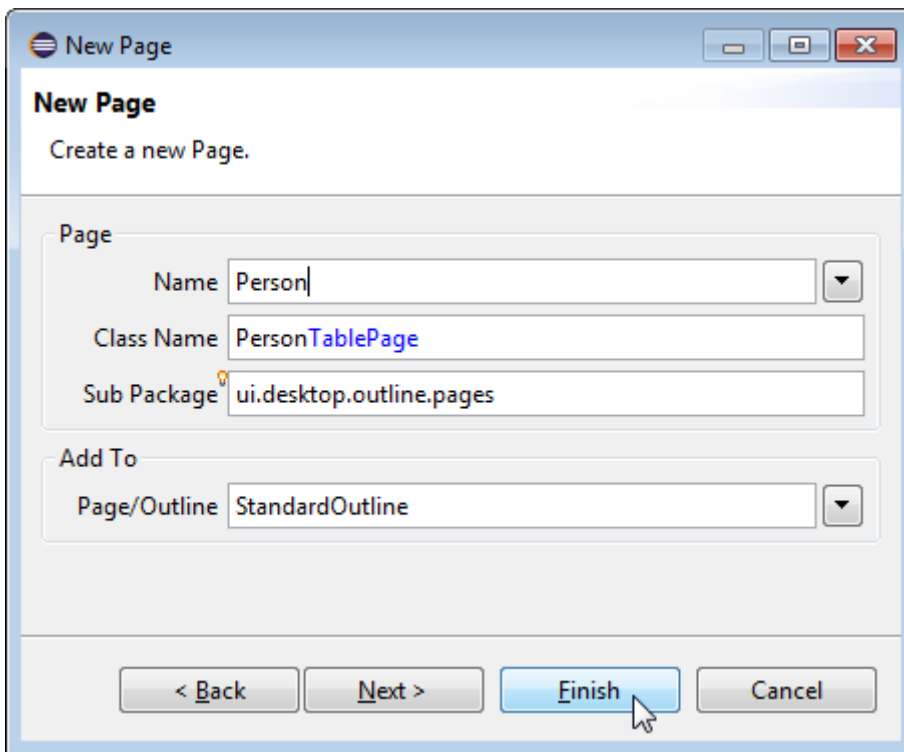 New Page
New Page
Create a new Page.
Page
Name Person
Class Name PersonTablePage
Sub Package ui.desktop.outline.pages
Add To
Page/Outline StandardOutline
< Back Next > Finish Cancel